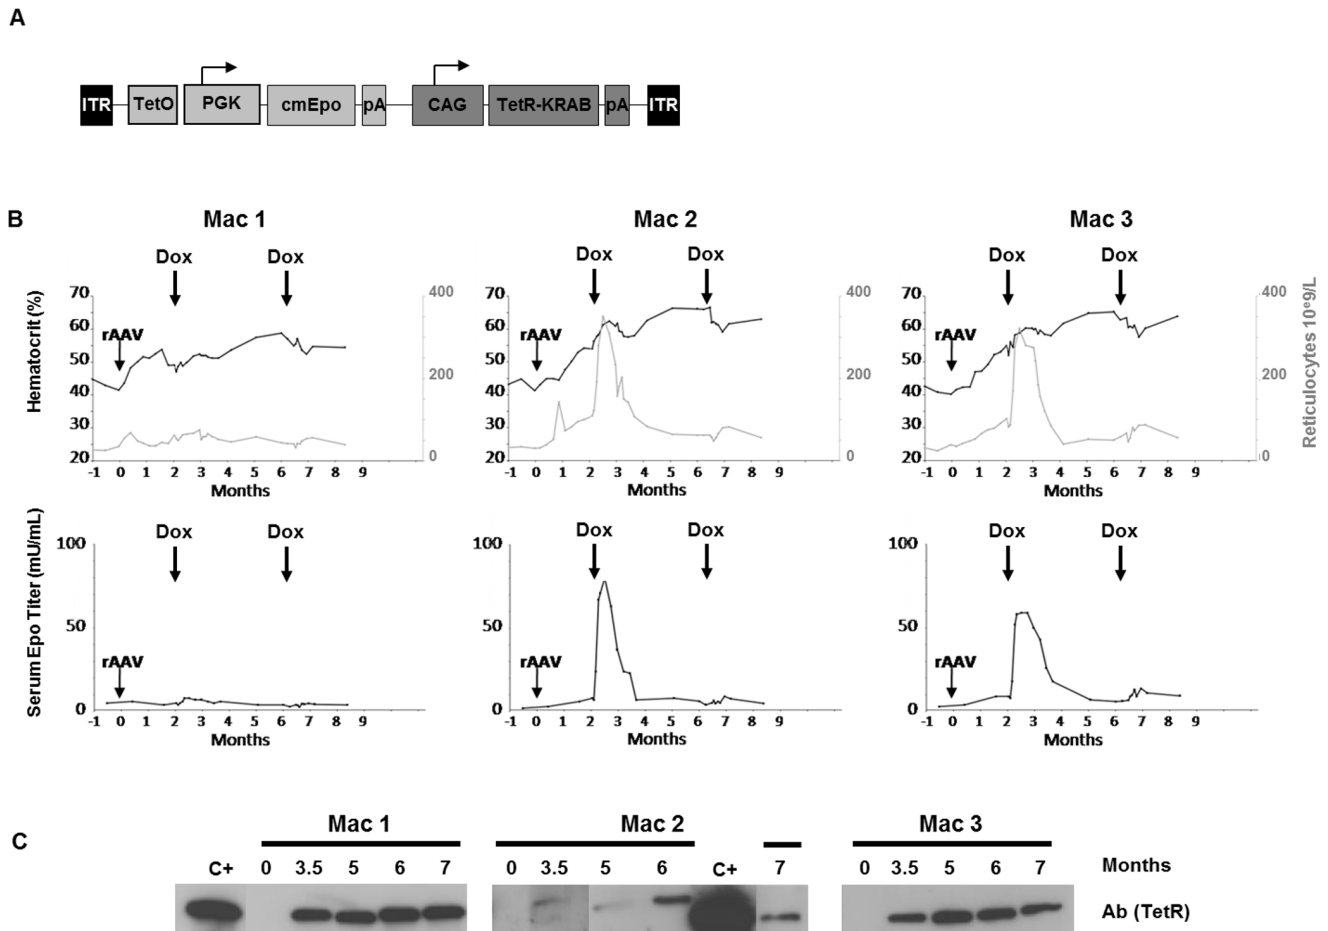 A
ITR TetO PGK cmEpo pA CAG TetR-KRAB pA ITR
B
Mac 1 Mac 2 Mac 3
Dox Dox Dox Dox Dox Dox
Hematocrit (%)
70 60 50 40 30 20
rAAV
400 200 0
-1 0 1 2 3 4 5 6 7 8 9
Months
70 60 50 40 30 20
rAAV
400 200 0
-1 0 1 2 3 4 5 6 7 8 9
Months
70 60 50 40 30 20
rAAV
400 200 0
Reticulocytes 10ᵉ9/L
-1 0 1 2 3 4 5 6 7 8 9
Months
Dox Dox Dox Dox Dox Dox
Serum Epo Titer (mU/mL)
100 50 0
rAAV
-1 0 1 2 3 4 5 6 7 8 9
Months
100 50 0
rAAV
-1 0 1 2 3 4 5 6 7 8 9
Months
100 50 0
rAAV
-1 0 1 2 3 4 5 6 7 8 9
Months
C
Mac 1 Mac 2 Mac 3
C+ 0 3.5 5 6 7 0 3.5 5 6 C+ 7 0 3.5 5 6 7 Months
Ab (TetR)